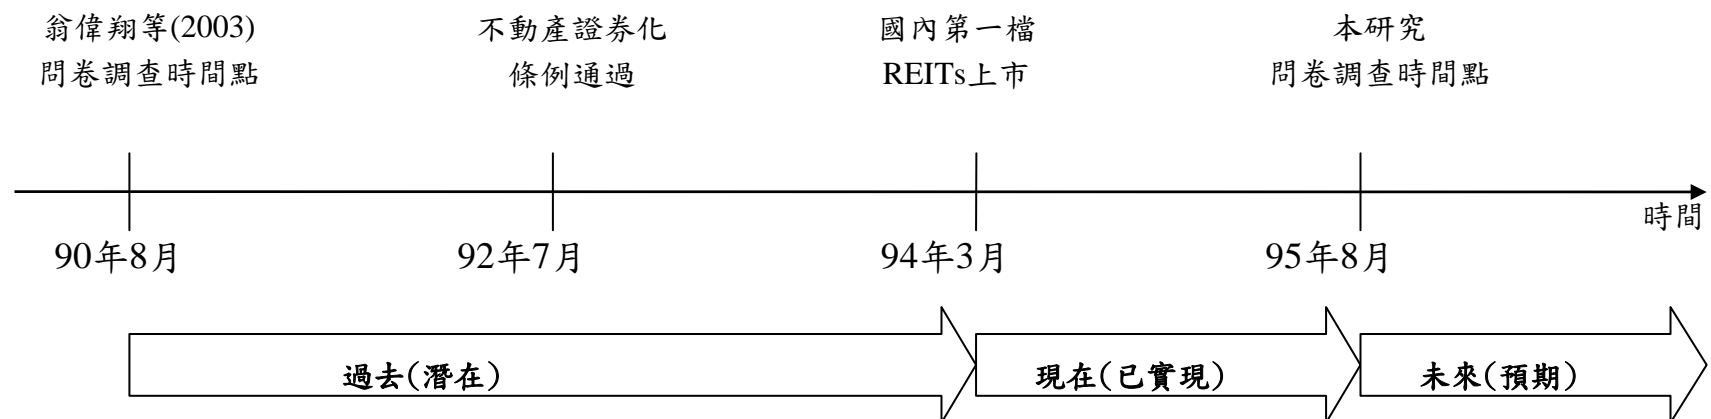 翁偉翔等(2003)
問卷調查時間點
不動產證券化
條例通過
國內第一檔
REITs上市
本研究
問卷調查時間點
時間
90年8月
92年7月
94年3月
95年8月
過去(潛在)
現在(已實現)
未來(預期)